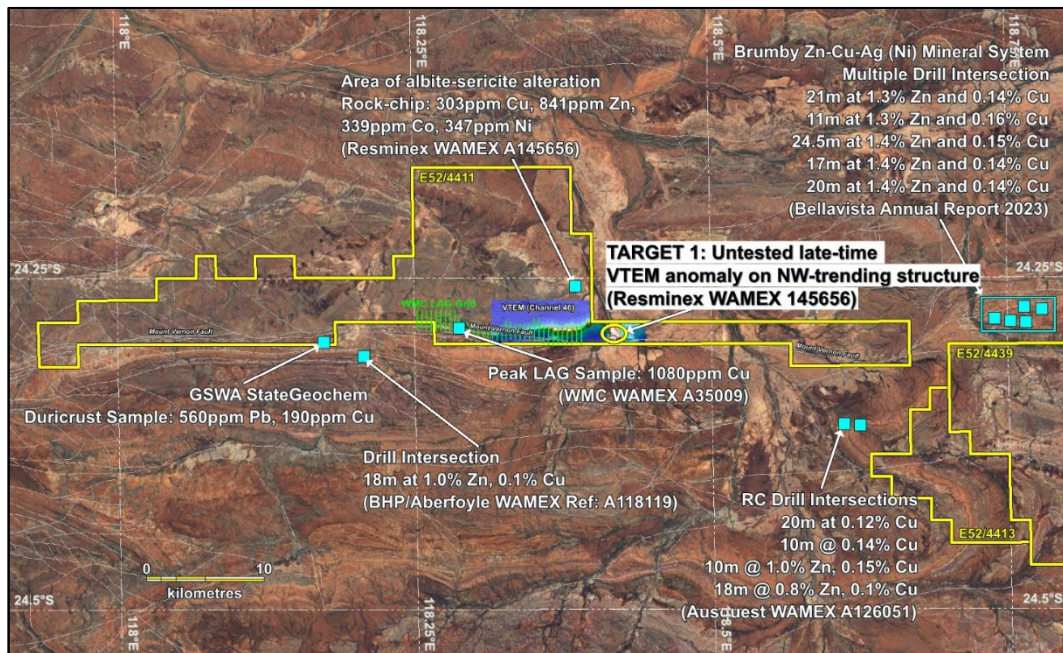 118°E
118.25°E
118.5°E
118.75°E
Brumby Zn-Cu-Ag (Ni) Mineral System
Multiple Drill Intersection
21m at 1.3% Zn and 0.14% Cu
11m at 1.3% Zn and 0.16% Cu
24.5m at 1.4% Zn and 0.15% Cu
17m at 1.4% Zn and 0.14% Cu
20m at 1.4% Zn and 0.14% Cu
(Bellavista Annual Report 2023)
Area of albite-sericite alteration
Rock-chip: 303ppm Cu, 841ppm Zn,
339ppm Co, 347ppm Ni
(Resminex WAMEX A145656)
E52/4411
24.25°S
24.25°S
TARGET 1: Untested late-time
VTEM anomaly on NW-trending structure
(Resminex WAMEX 145656)
WMC LAG Grid
VTEM (Channel 46)
Mount Vernon Fault
Mount Vernon Fault
Mount Vernon Fault
E52/4439
Peak LAG Sample: 1080ppm Cu
(WMC WAMEX A35009)
GSWA StateGeochem
Duricrust Sample: 560ppm Pb, 190ppm Cu
Drill Intersection
18m at 1.0% Zn, 0.1% Cu
(BHP/Aberfoyle WAMEX Ref: A118119)
RC Drill Intersections
20m at 0.12% Cu
10m @ 0.14% Cu
10m @ 1.0% Zn, 0.15% Cu
18m @ 0.8% Zn, 0.1% Cu
(Ausquest WAMEX A126051)
E52/4413
0 10
kilometres
24.5°S
24.5°S
118°E
118.25°E
118.5°E
118.75°E